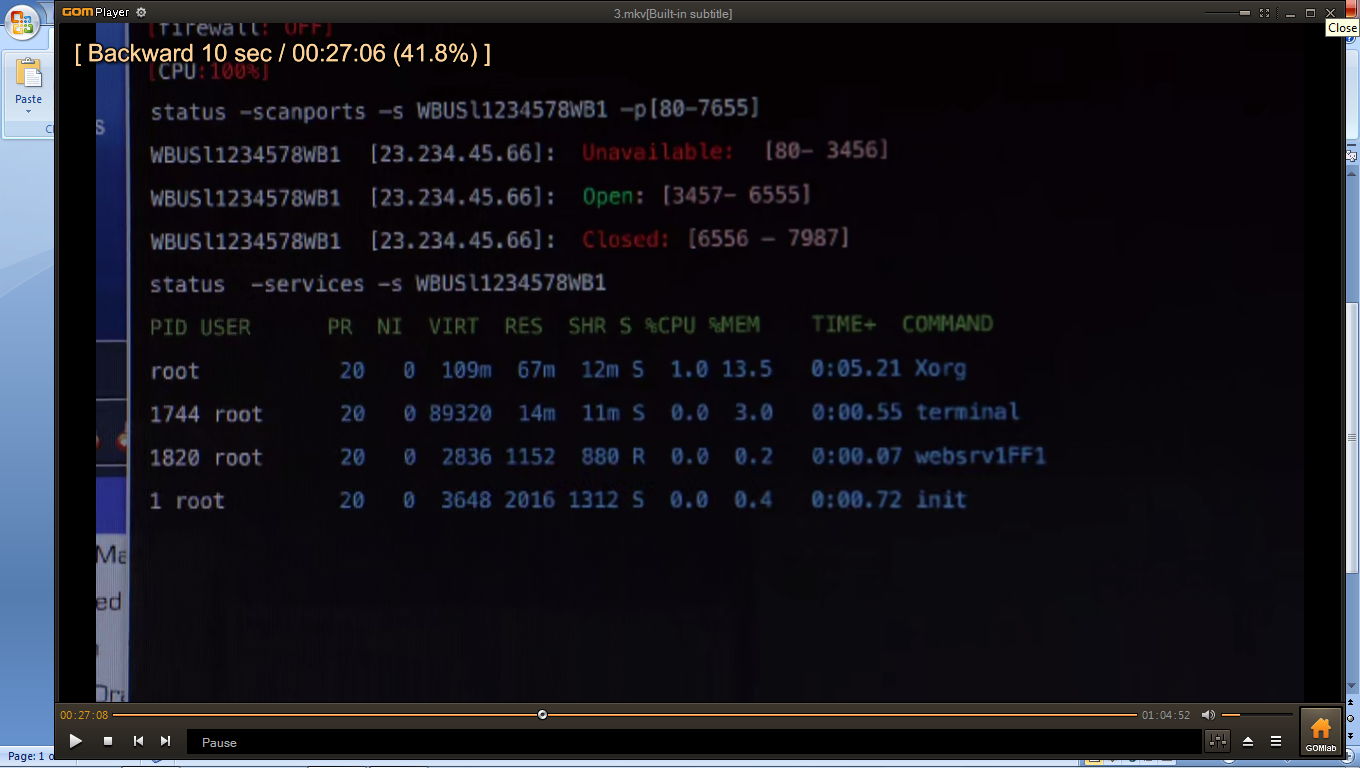 GOMPlayer
3.mkv[Built-in subtitle]
Close
[firewall: OFF]
[ Backward 10 sec / 00:27:06 (41.8%) ]
[CPU:100%]
Paste
status -scanports -s WBUSl1234578WB1 -p[80-7655]
WBUSl1234578WB1 [23.234.45.66]: Unavailable: [80- 3456]
WBUSl1234578WB1 [23.234.45.66]: Open: [3457- 6555]
WBUSl1234578WB1 [23.234.45.66]: Closed: [6556 - 7987]
status -services -s WBUSl1234578WB1
PID USER PR NI VIRT RES SHR S %CPU %MEM TIME+ COMMAND
root 20 0 109m 67m 12m S 1.0 13.5 0:05.21 Xorg
1744 root 20 0 89320 14m 11m S 0.0 3.0 0:00.55 terminal
1820 root 20 0 2836 1152 880 R 0.0 0.2 0:00.07 websrv1FF1
1 root 20 0 3648 2016 1312 S 0.0 0.4 0:00.72 init
Ma
ed
00:27:08
01:04:52
Pause
GOMlab
Page: 1 o